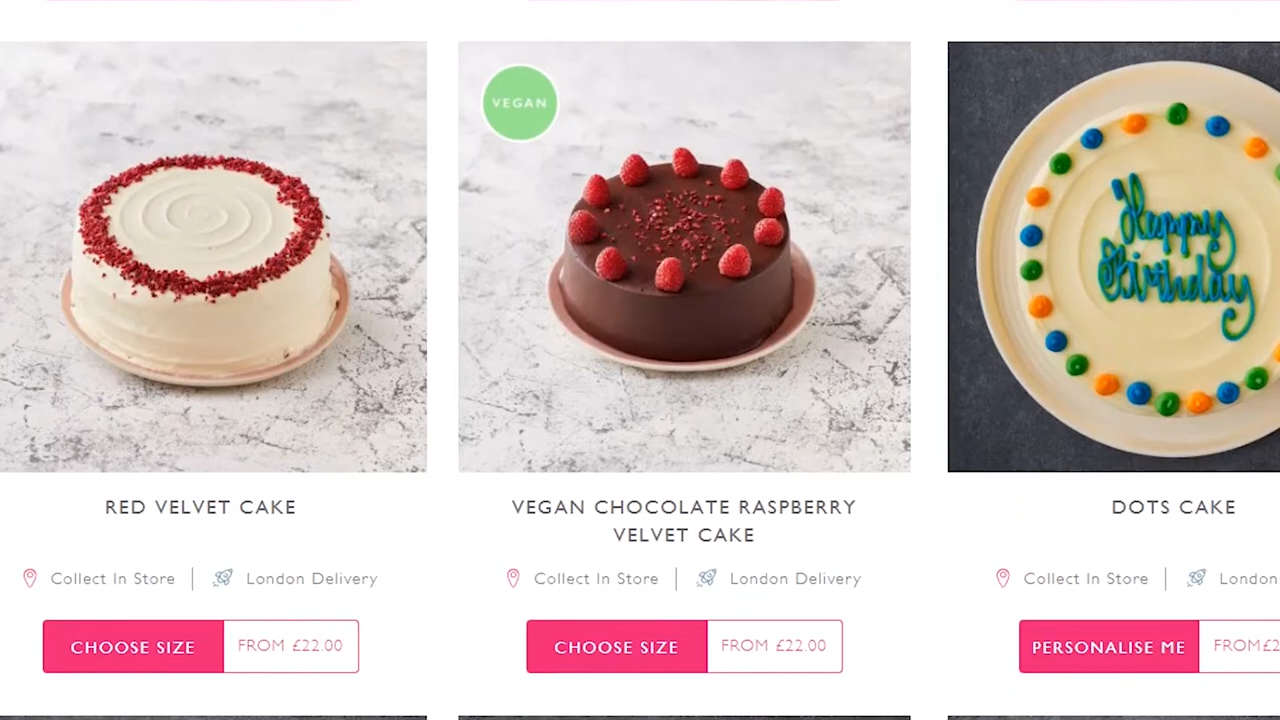 VEGAN
Happy
Birthday
RED VELVET CAKE
VEGAN CHOCOLATE RASPBERRY
VELVET CAKE
DOTS CAKE
Collect In Store | London Delivery
Collect In Store | London Delivery
Collect In Store | London
CHOOSE SIZE FROM £22.00
CHOOSE SIZE FROM £22.00
PERSONALISE ME FROM £2